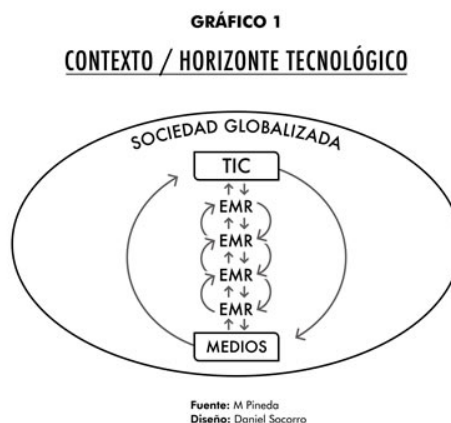 GRÁFICO 1
CONTEXTO / HORIZONTE TECNOLÓGICO
SOCIEDAD GLOBALIZADA
TIC
EMR
EMR
EMR
EMR
MEDIOS
Fuente: M Pineda
Diseño: Daniel Socorro